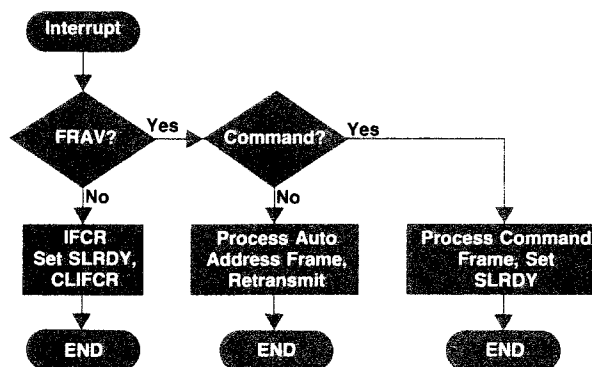 Interrupt
FRAV?
Yes
Command?
Yes
No
No
IFCR
Set SLRDY,
CLIFCR
Process Auto
Address Frame,
Retransmit
Process Command
Frame, Set
SLRDY
END
END
END